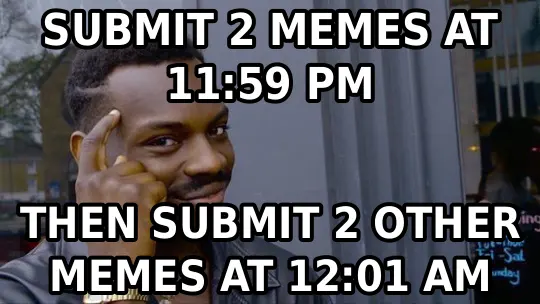 SUBMIT 2 MEMES AT
11:59 PM
THEN SUBMIT 2 OTHER
MEMES AT 12:01 AM